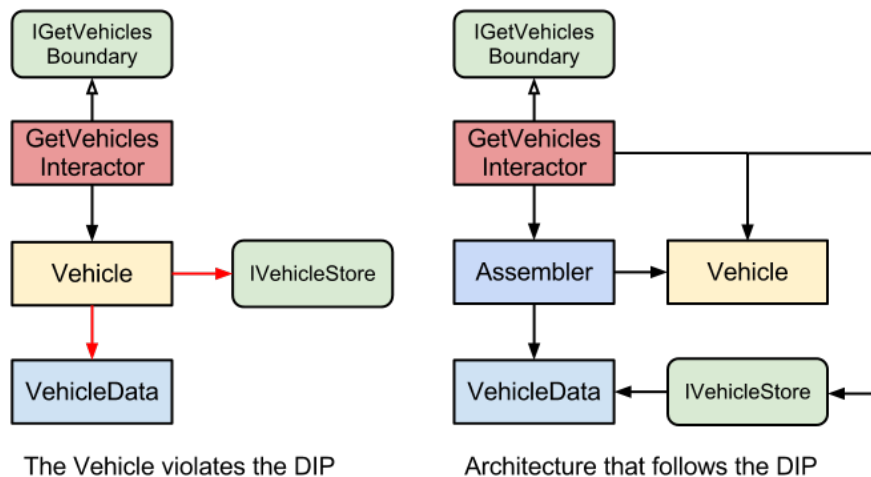 IGetVehicles
Boundary
GetVehicles
Interactor
Vehicle
IVehicleStore
VehicleData
The Vehicle violates the DIP
IGetVehicles
Boundary
GetVehicles
Interactor
Assembler
Vehicle
VehicleData
IVehicleStore
Architecture that follows the DIP